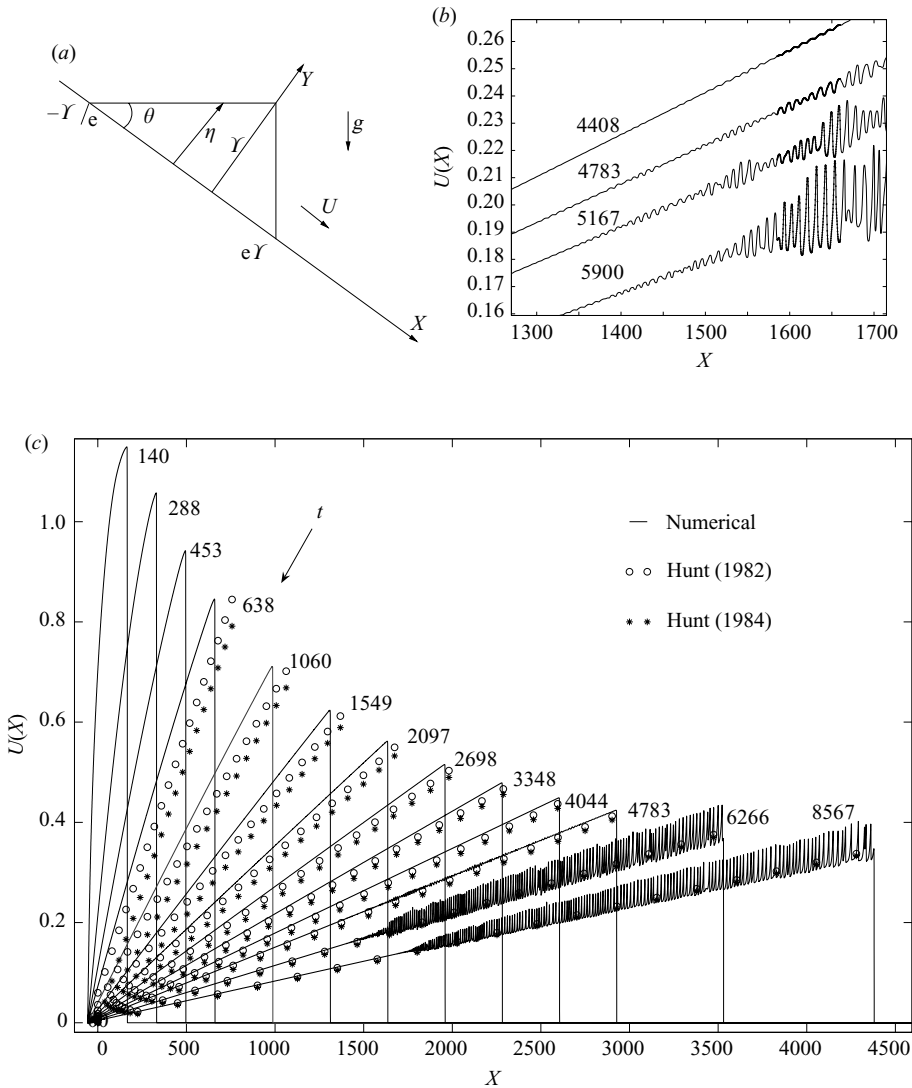 (a)
Y
−ϒ/e
θ
η
ϒ
g
U
eϒ
X
(b)
0.26
0.25
0.24
0.23
0.22
0.21
0.20
0.19
0.18
0.17
0.16
U(X)
4408
4783
5167
5900
1300 1400 1500 1600 1700
X
(c)
1.0
0.8
0.6
0.4
0.2
0
U(X)
140
288
453
638
1060
1549
2097
2698
3348
4044
4783
6266
8567
t
Numerical
Hunt (1982)
Hunt (1984)
0 500 1000 1500 2000 2500 3000 3500 4000 4500
X